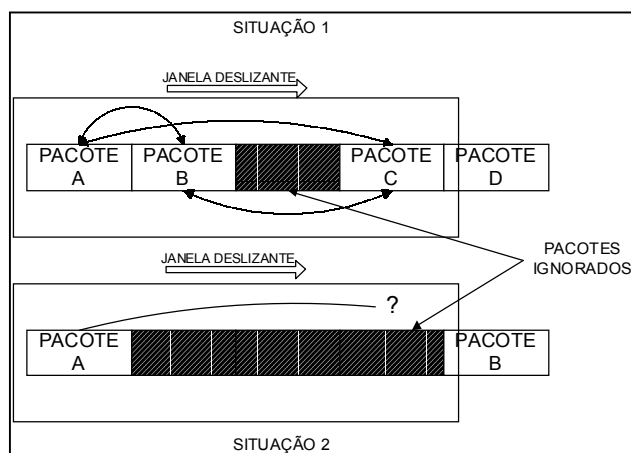 SITUAÇÃO 1
JANELA DESLIZANTE
PACOTE
A
PACOTE
B
PACOTE
C
PACOTE
D
PACOTES
IGNORADOS
JANELA DESLIZANTE
?
PACOTE
A
PACOTE
B
SITUAÇÃO 2